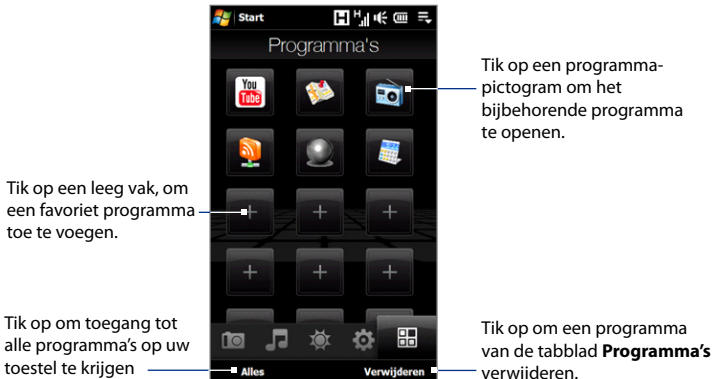 Start
H
H
Programma's
You
Tube
Tik op een programma-
pictogram om het
bijbehorende programma
te openen.
Tik op een leeg vak, om
een favoriet programma
toe te voegen.
Tik op om toegang tot
alle programma's op uw
toestel te krijgen
Tik op om een programma
van de tabblad Programma's
verwijderen.
Alles
Verwijderen